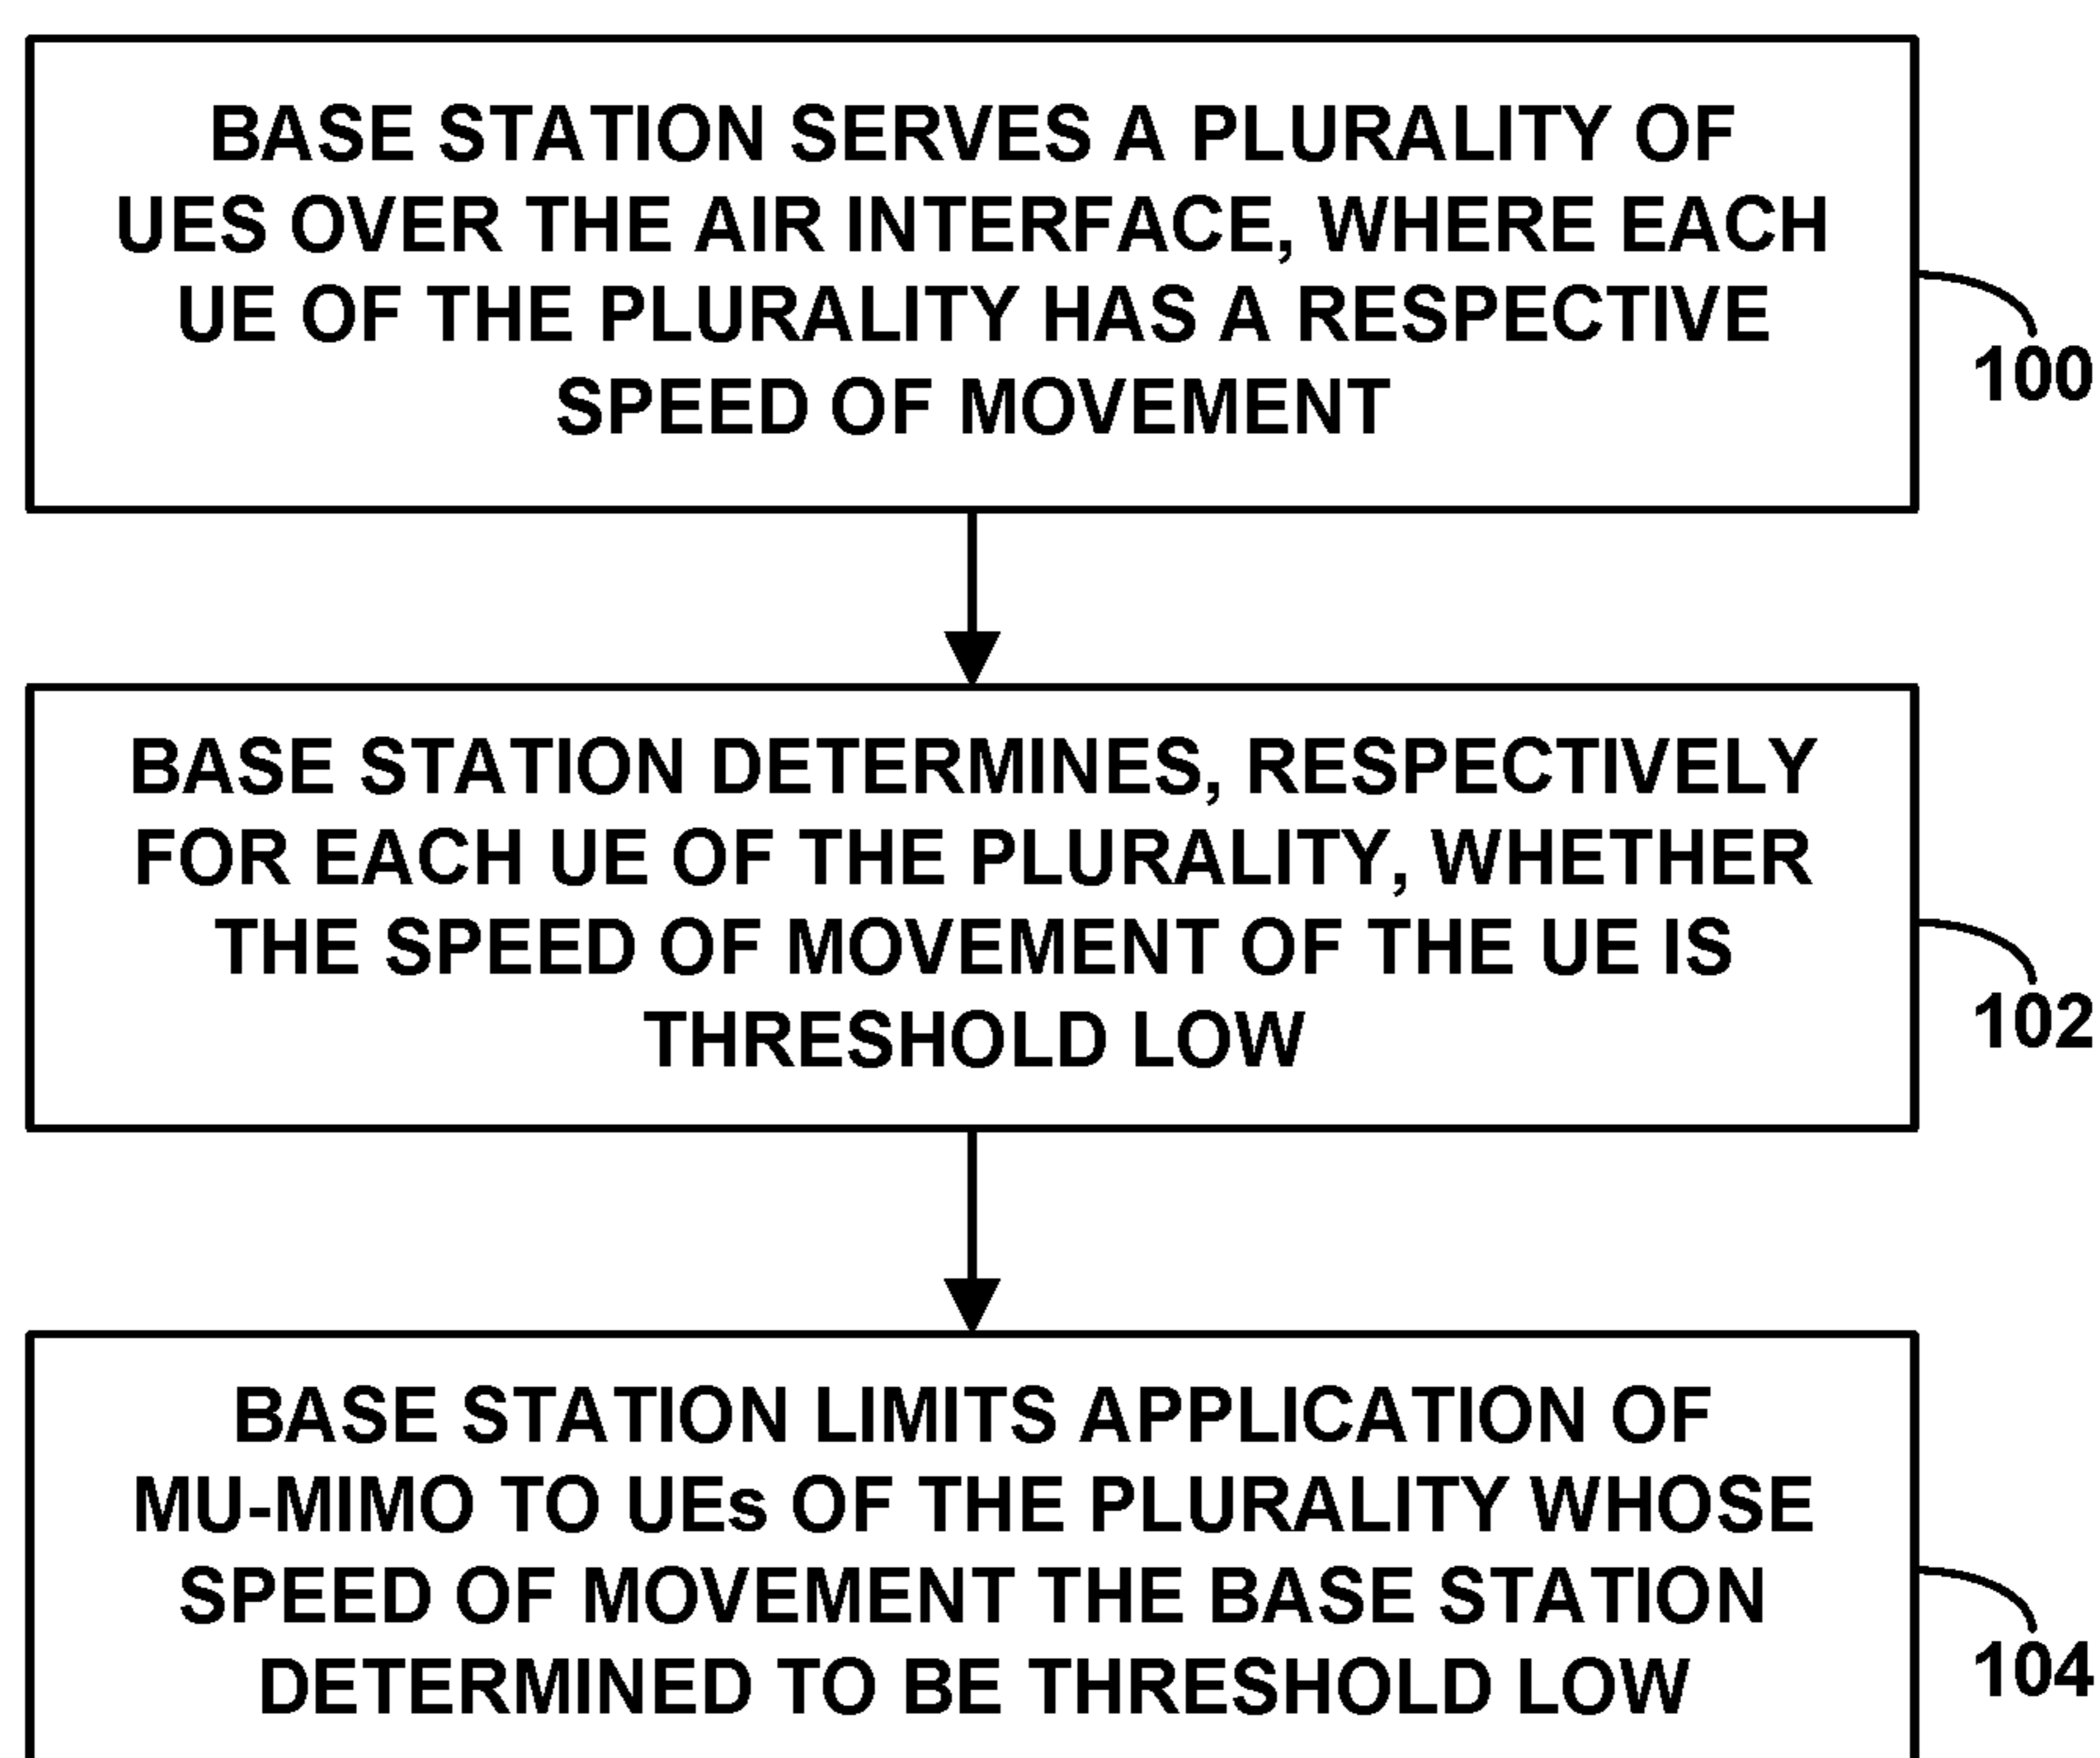 BASE STATION SERVES A PLURALITY OF
UES OVER THE AIR INTERFACE, WHERE EACH
UE OF THE PLURALITY HAS A RESPECTIVE
SPEED OF MOVEMENT
100
BASE STATION DETERMINES, RESPECTIVELY
FOR EACH UE OF THE PLURALITY, WHETHER
THE SPEED OF MOVEMENT OF THE UE IS
THRESHOLD LOW
102
BASE STATION LIMITS APPLICATION OF
MU-MIMO TO UEs OF THE PLURALITY WHOSE
SPEED OF MOVEMENT THE BASE STATION
DETERMINED TO BE THRESHOLD LOW
104